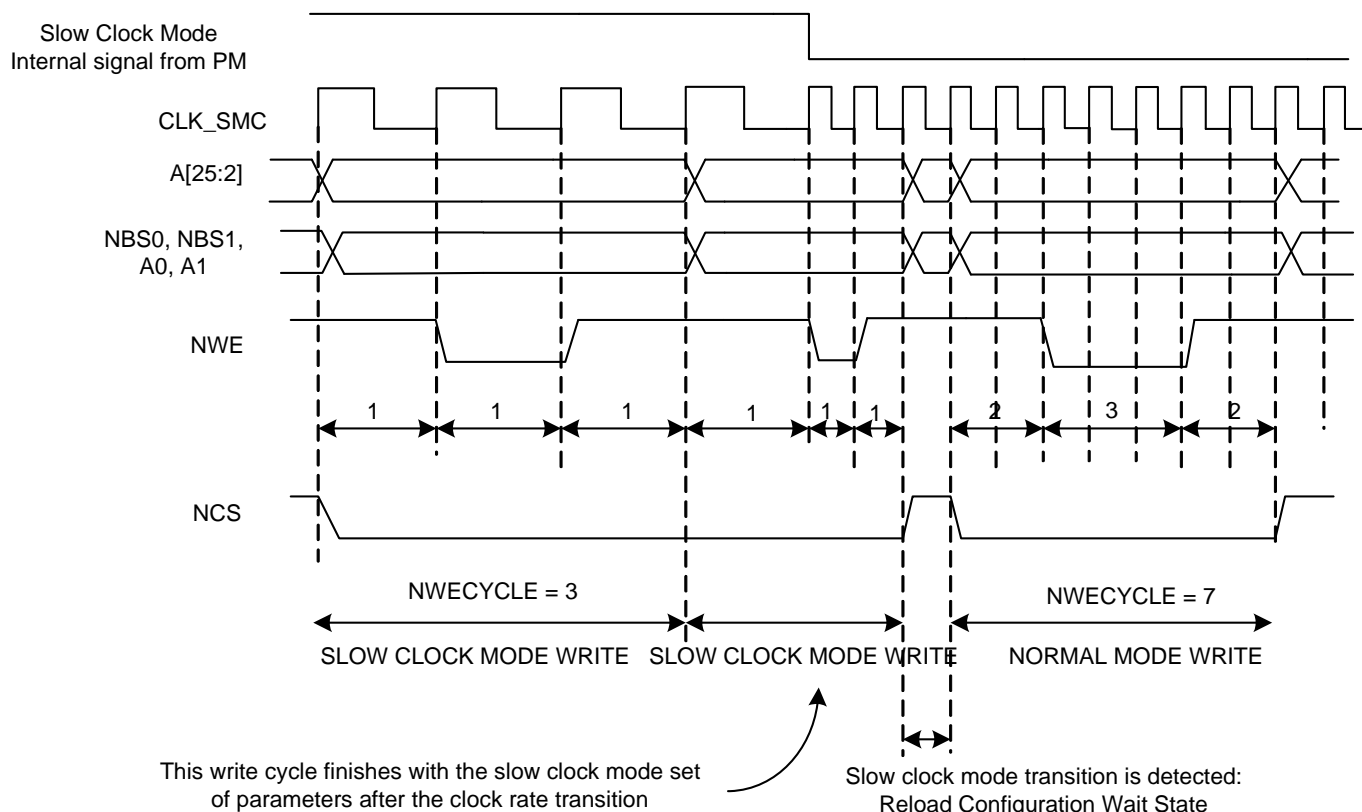 Slow Clock Mode
Internal signal from PM
CLK_SMC
A[25:2]
NBS0, NBS1,
A0, A1
NWE
1 1 1 1 1 1 2 3 2
NCS
NWECYCLE = 3 NWECYCLE = 7
SLOW CLOCK MODE WRITE SLOW CLOCK MODE WRITE NORMAL MODE WRITE
This write cycle finishes with the slow clock mode set
of parameters after the clock rate transition
Slow clock mode transition is detected:
Reload Configuration Wait State